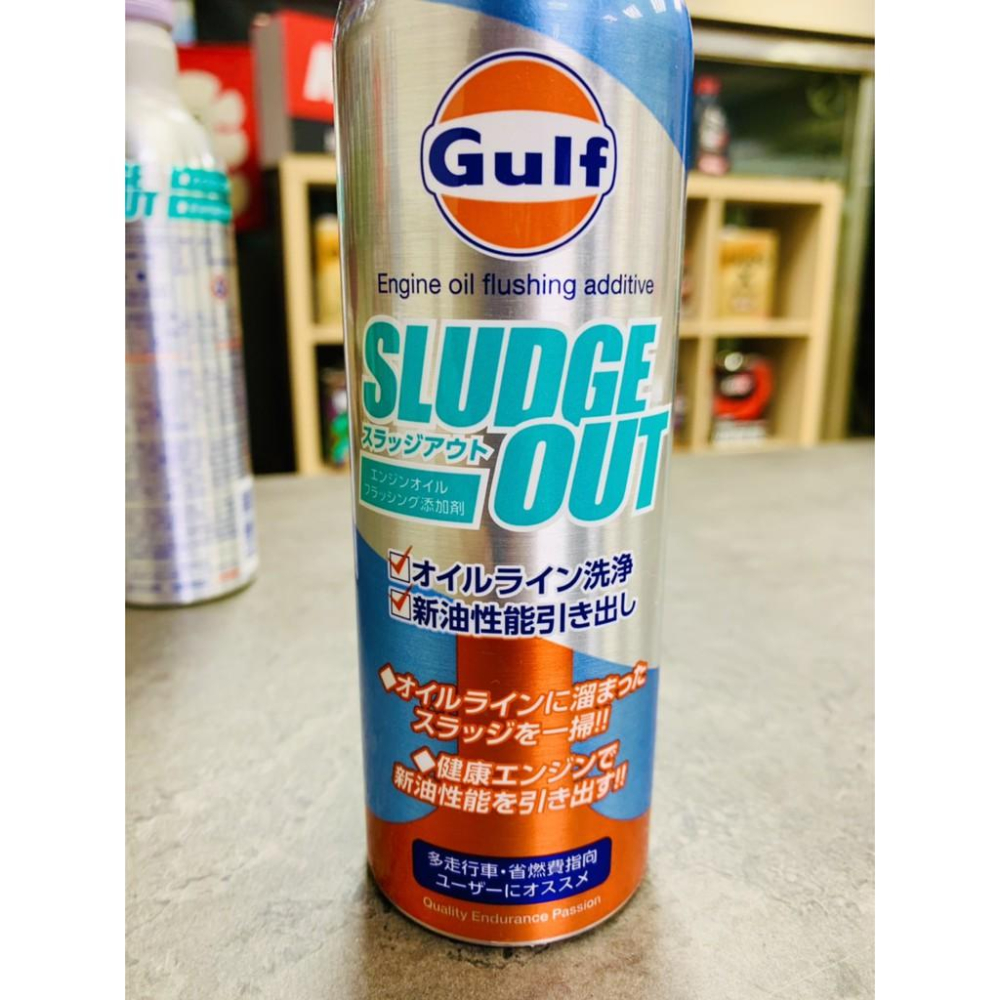 Gulf
Engine oil flushing additive
SLUDGE
OUT
スラッジアウト
エンジンオイル
フラッシング添加剤
オイルライン洗浄
新油性能引き出し
◆オイルラインに溜まった
スラッジを一掃!!
◆健康エンジンで
新油性能を引き出す!!
多走行車・省燃費指向
ユーザーにオススメ
Quality Endurance Passion
DGE
UT